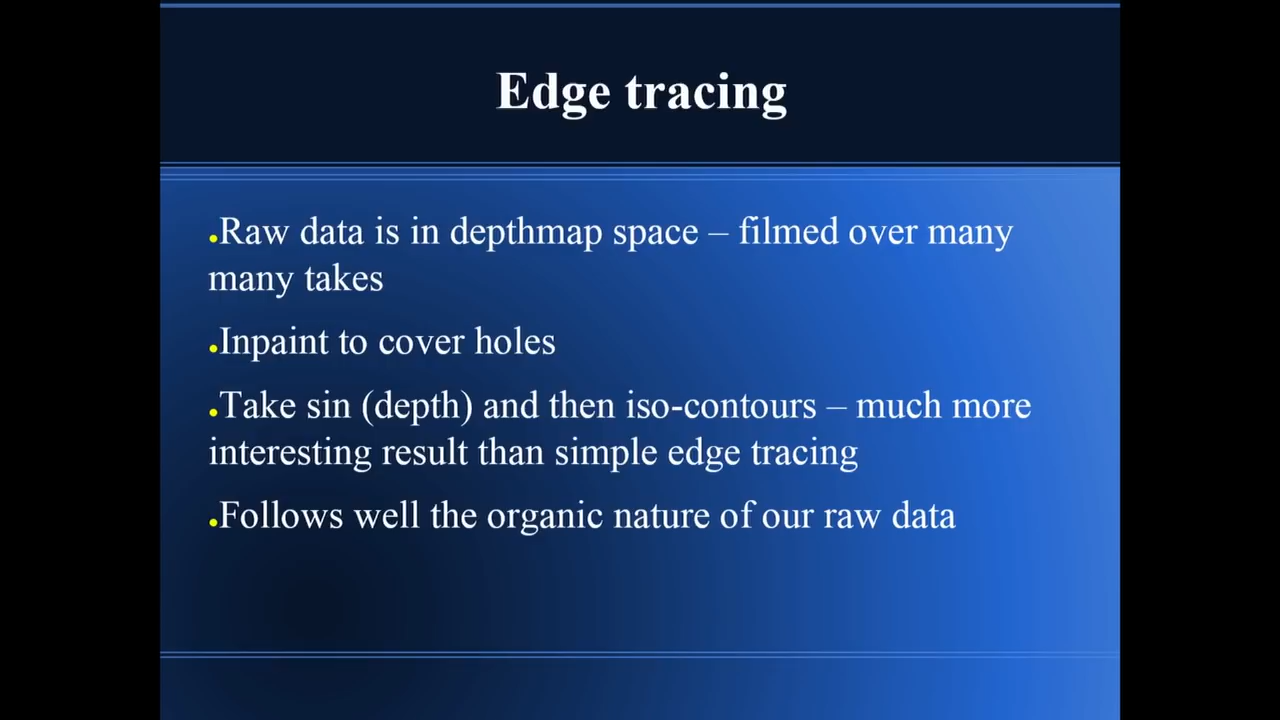 Edge tracing
•Raw data is in depthmap space – filmed over many
many takes
•Inpaint to cover holes
•Take sin (depth) and then iso-contours – much more
interesting result than simple edge tracing
•Follows well the organic nature of our raw data